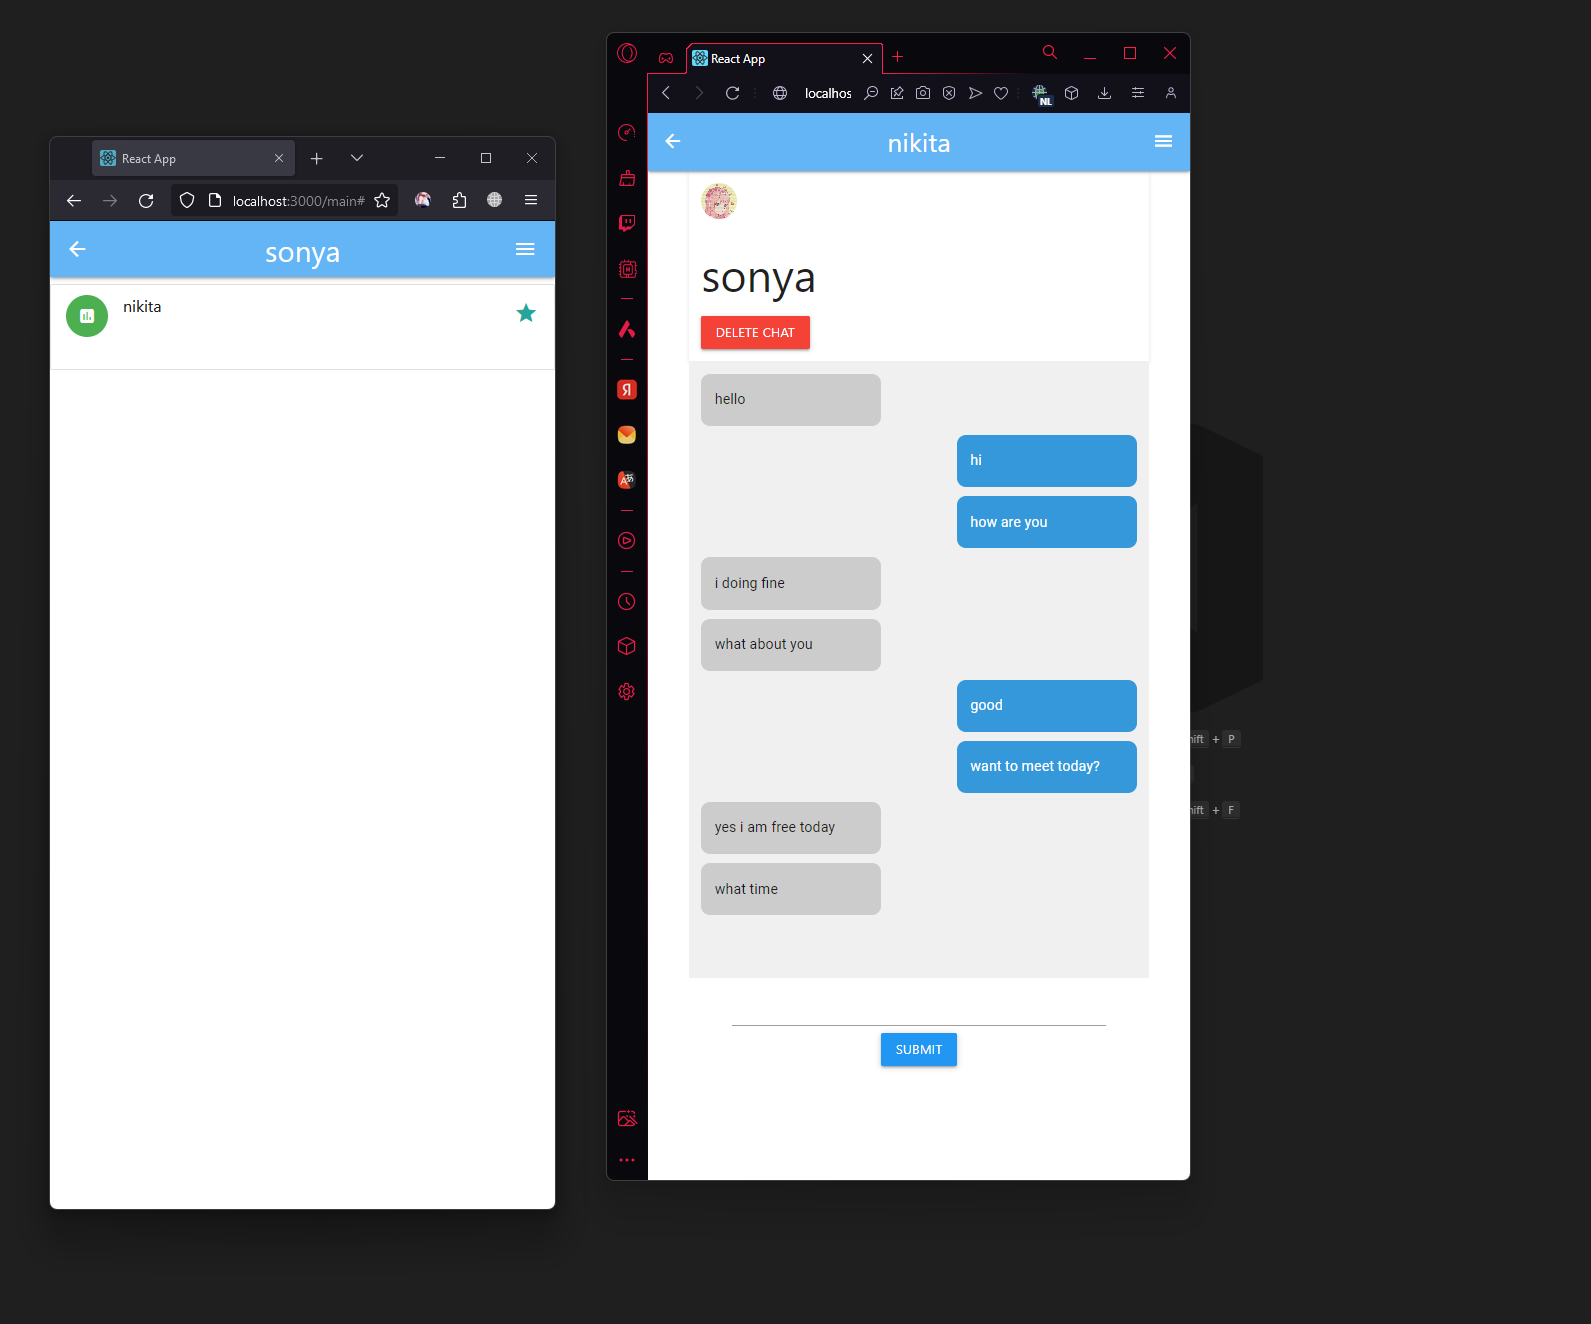 React App
localhost:3000/main#
sonya
nikita
React App
localhos
NL
nikita
sonya
DELETE CHAT
hello
hi
how are you
i doing fine
what about you
good
want to meet today?
yes i am free today
what time
SUBMIT
Я
ift + P
ift + F